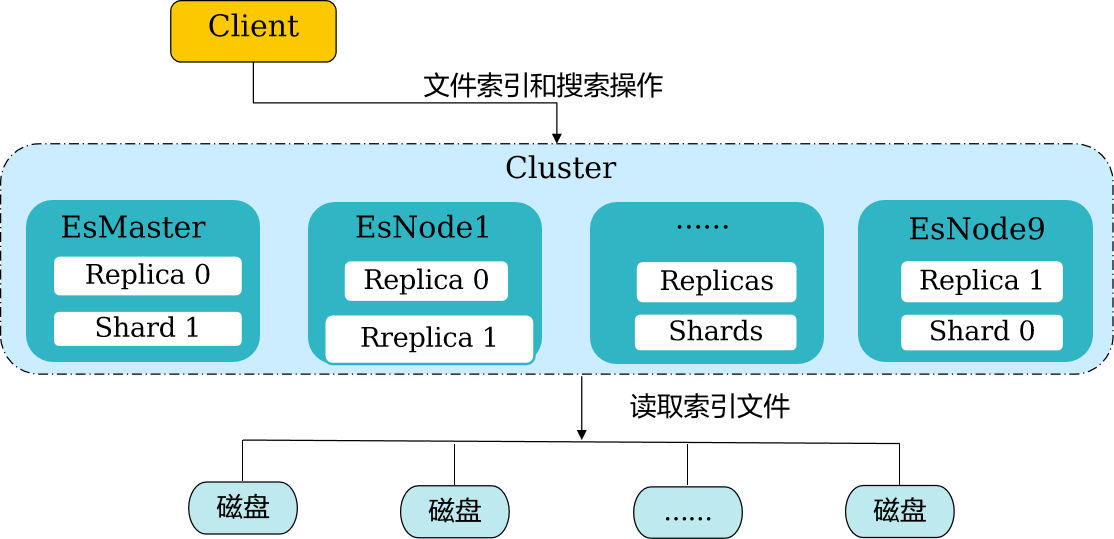 Client
文件索引和搜索操作
Cluster
EsMaster
Replica 0
Shard 1
EsNode1
Replica 0
Rreplica 1
......
Replicas
Shards
EsNode9
Replica 1
Shard 0
读取索引文件
磁盘
磁盘
......
磁盘